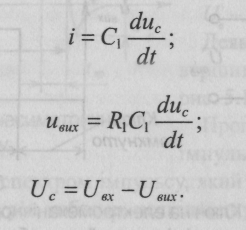 i = C₁ du_c/dt;
u_вих = R₁C₁ du_c/dt;
U_c = U_вх − U_вих.